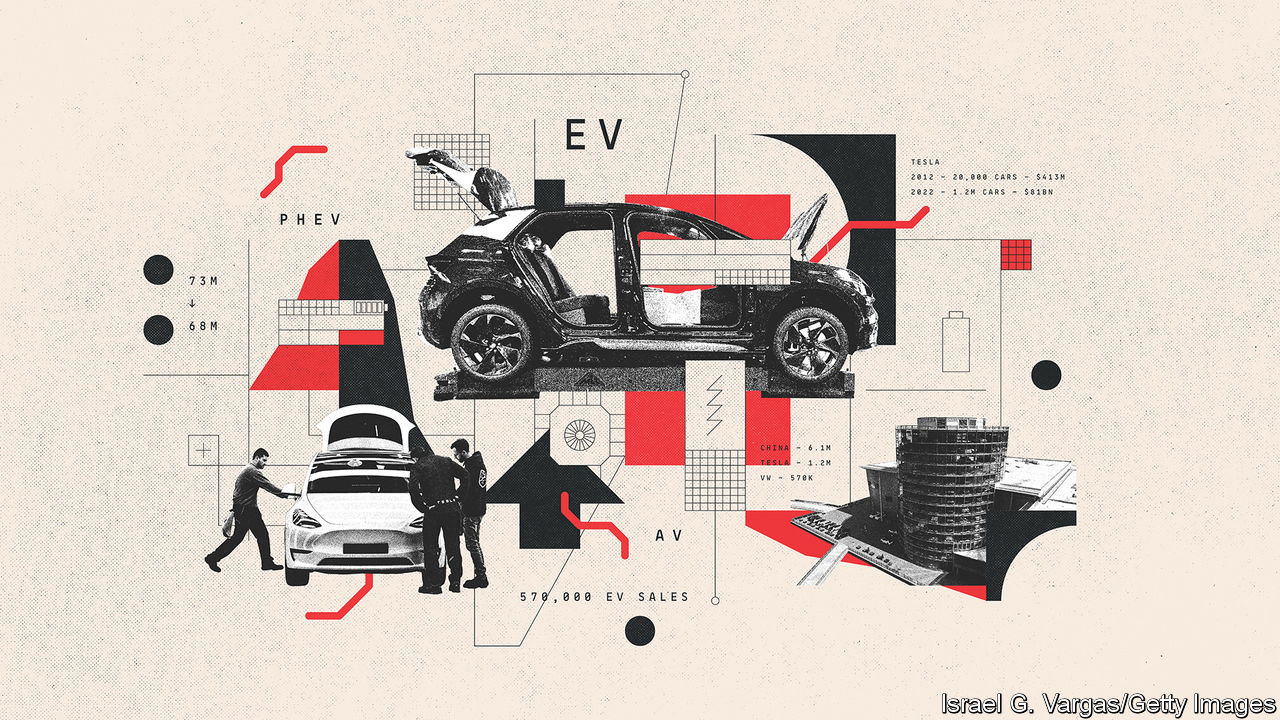 EV
TESLA
2012 – 20,000 CARS – $413M
2022 – 1.2M CARS – $81BN
PHEV
73M
↓
68M
CHINA – 6.1M
TESLA – 1.2M
VW – 570K
AV
570,000 EV SALES
Israel G. Vargas/Getty Images